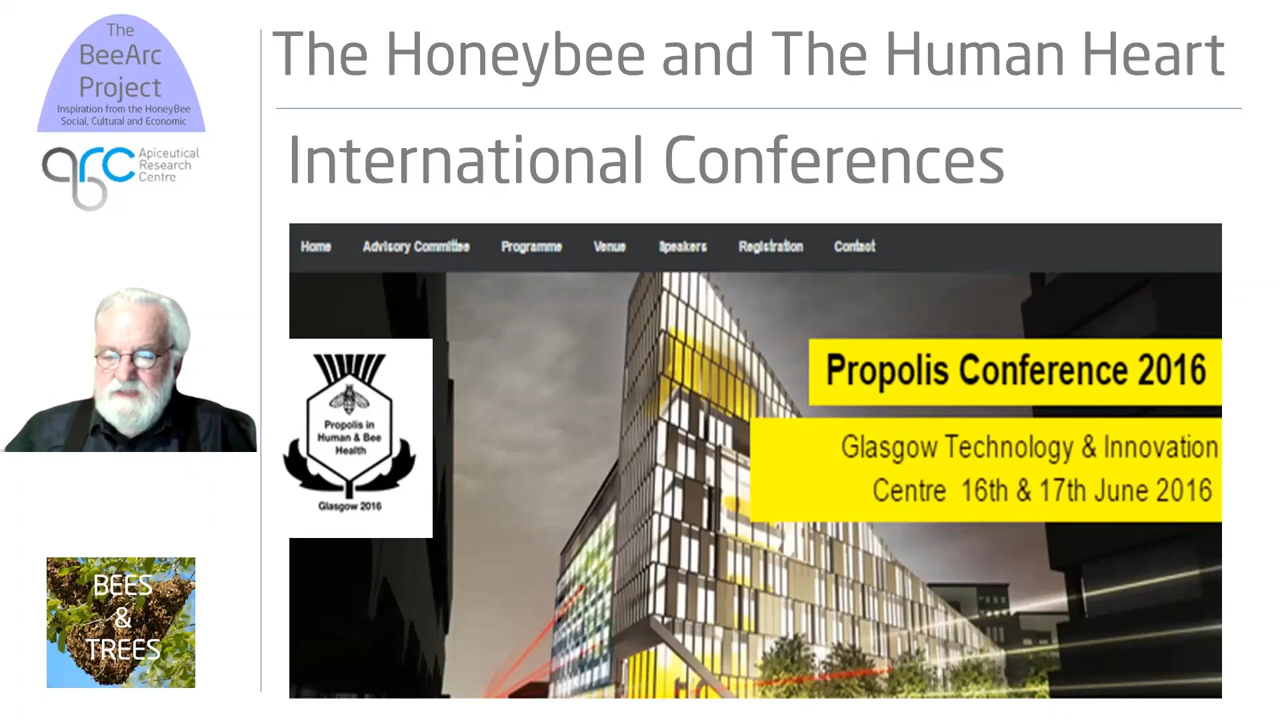 The
BeeArc
Project
Inspiration from the HoneyBee
Social, Cultural and Economic
arc Apiceutical
Research
Centre
The Honeybee and The Human Heart
International Conferences
Home Advisory Committee Programme Venue Speakers Registration Contact
Propolis in
Human & Bee
Health
Glasgow 2016
Propolis Conference 2016
Glasgow Technology & Innovation
Centre 16th & 17th June 2016
BEES
&
TREES